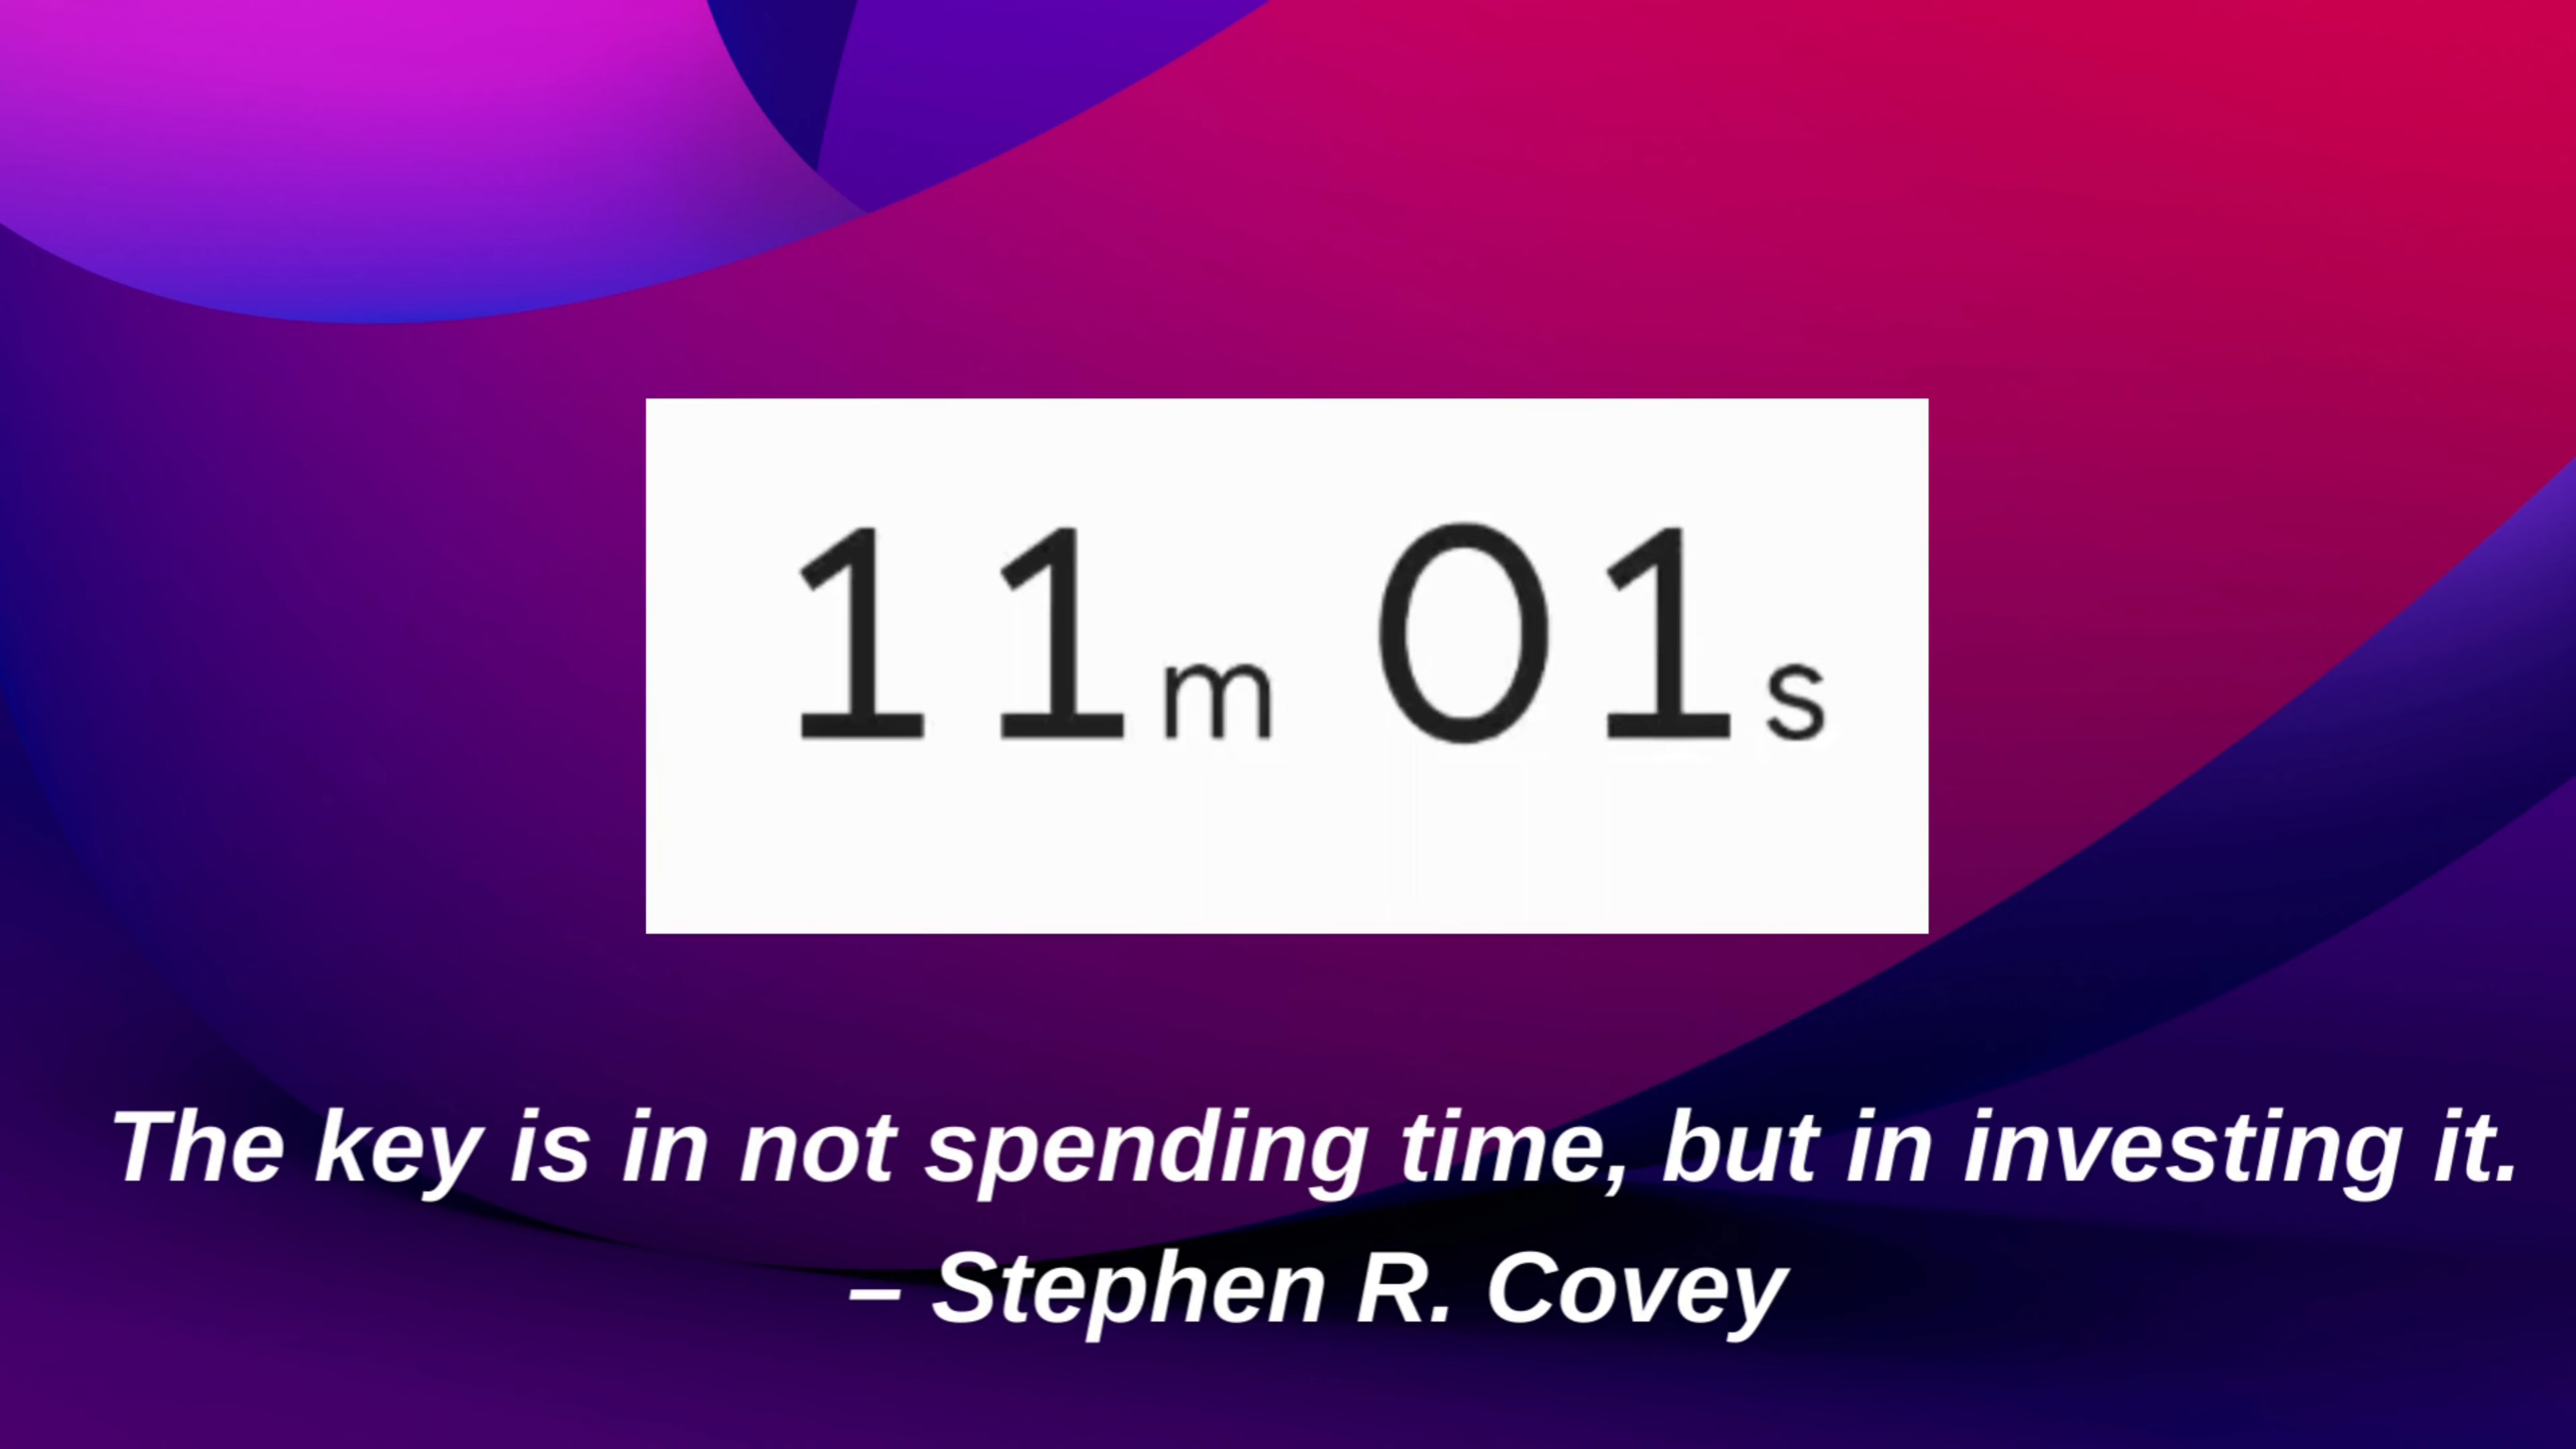 11m 01s
The key is in not spending time, but in investing it.
– Stephen R. Covey